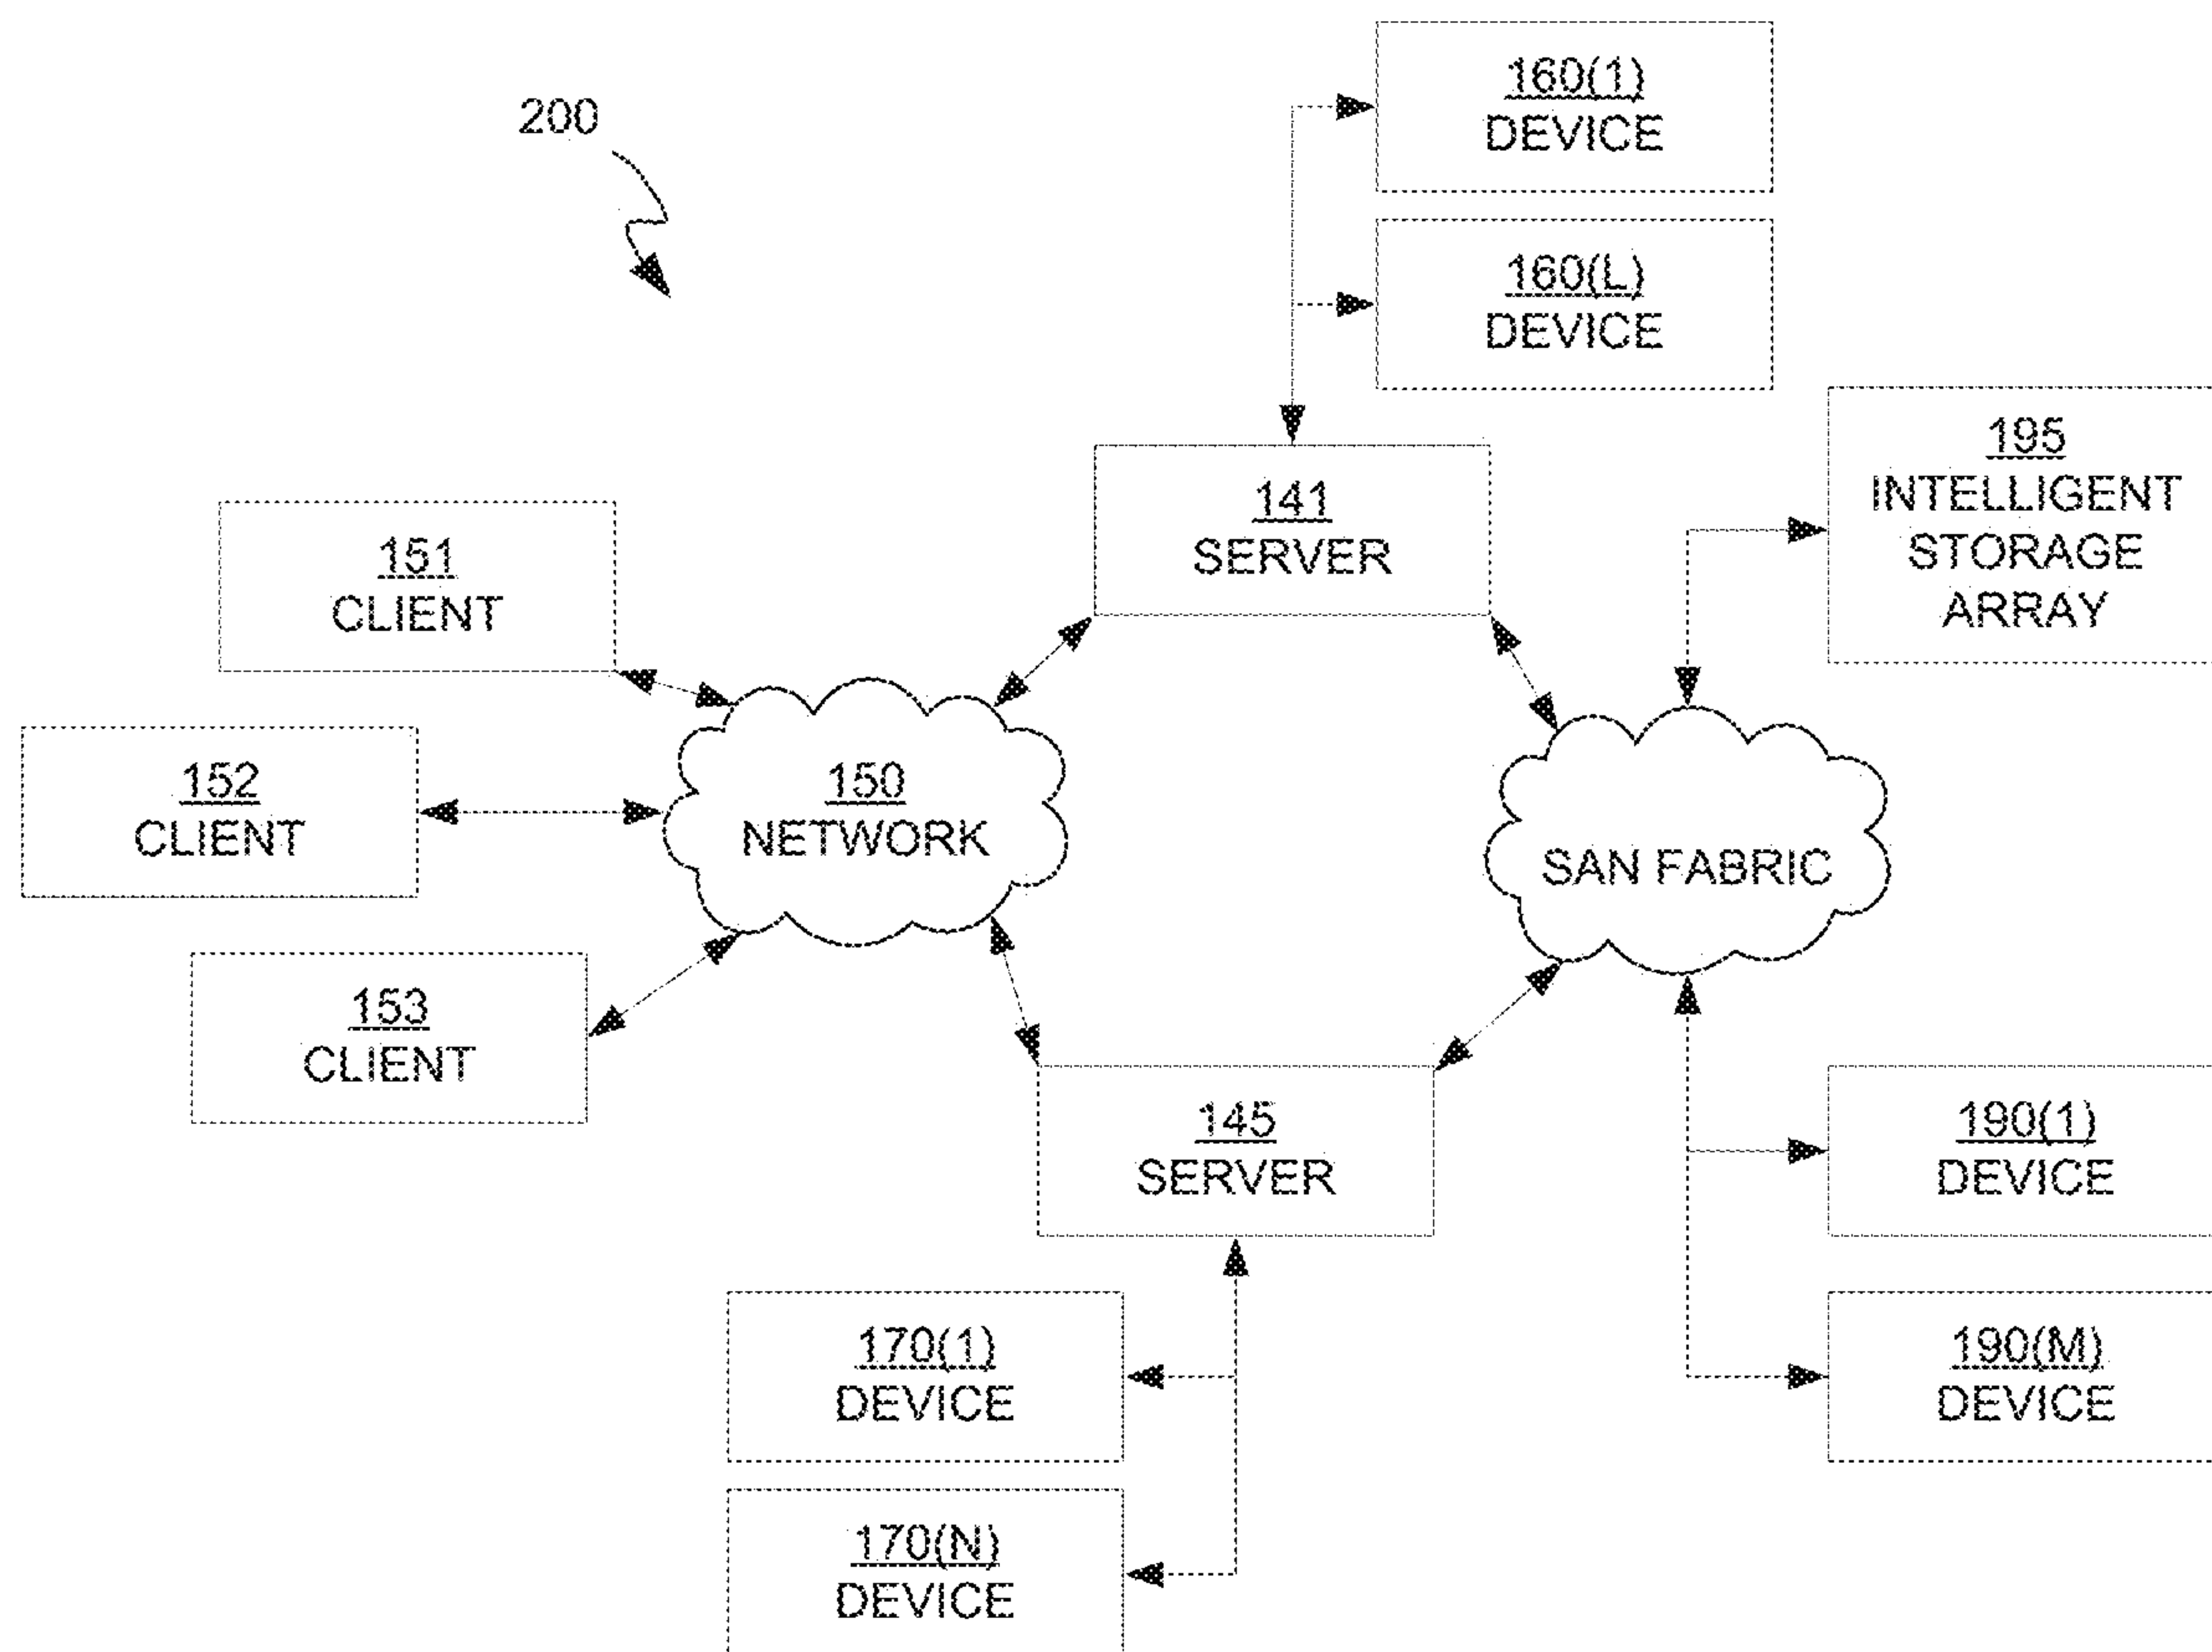 200
160(1)
DEVICE
160(L)
DEVICE
195
INTELLIGENT
STORAGE
ARRAY
141
SERVER
151
CLIENT
152
CLIENT
150
NETWORK
SAN FABRIC
153
CLIENT
145
SERVER
190(1)
DEVICE
170(1)
DEVICE
190(M)
DEVICE
170(N)
DEVICE